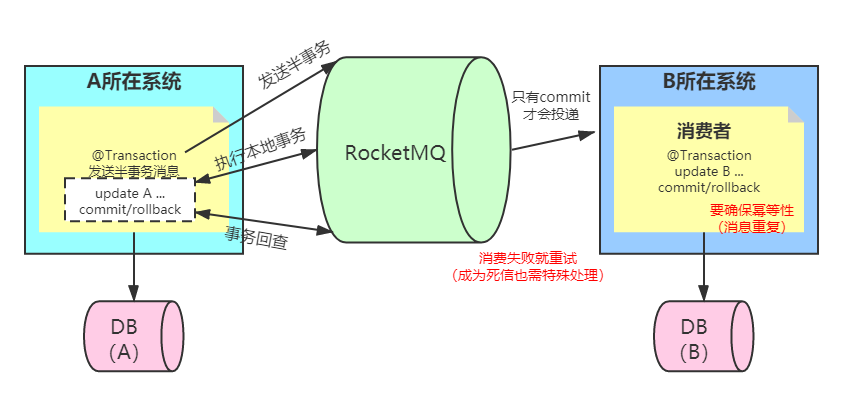 A所在系统
@Transaction
发送半事务消息
update A ...
commit/rollback
DB
（A）
发送半事务
执行本地事务
事务回查
RocketMQ
只有commit
才会投递
消费失败就重试
（成为死信也需特殊处理）
B所在系统
消费者
@Transaction
update B ...
commit/rollback
要确保幂等性
（消息重复）
DB
（B）